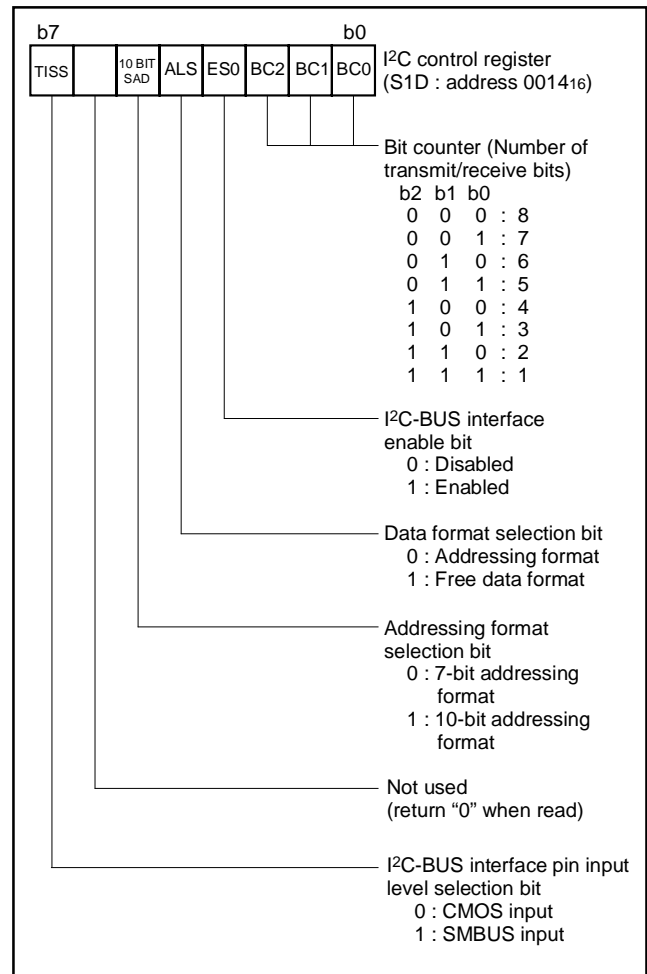 b7 b0
TISS 10 BIT SAD ALS ES0 BC2 BC1 BC0
I2C control register
(S1D : address 001416)
Bit counter (Number of
transmit/receive bits)
b2 b1 b0
0 0 0 : 8
0 0 1 : 7
0 1 0 : 6
0 1 1 : 5
1 0 0 : 4
1 0 1 : 3
1 1 0 : 2
1 1 1 : 1
I2C-BUS interface
enable bit
0 : Disabled
1 : Enabled
Data format selection bit
0 : Addressing format
1 : Free data format
Addressing format
selection bit
0 : 7-bit addressing
format
1 : 10-bit addressing
format
Not used
(return “0” when read)
I2C-BUS interface pin input
level selection bit
0 : CMOS input
1 : SMBUS input